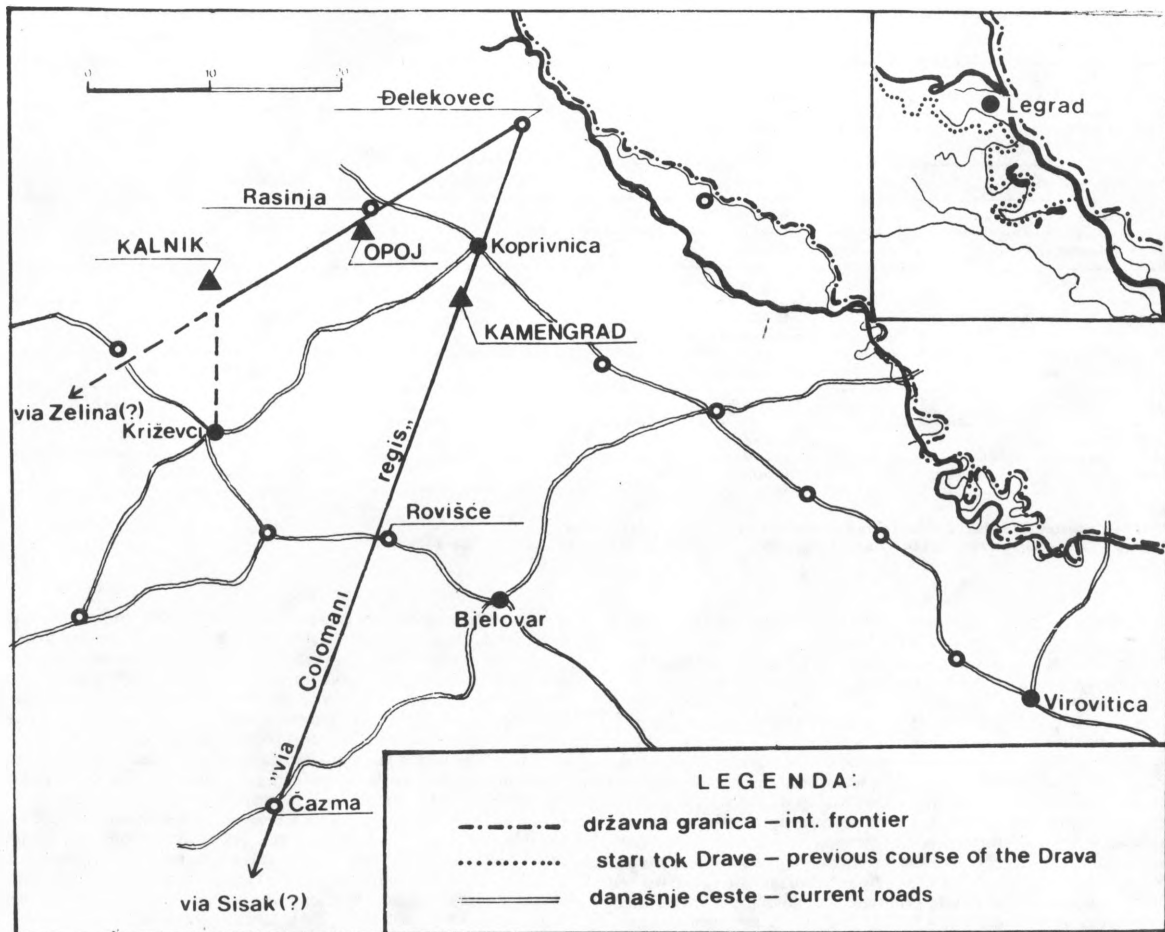 0 10 20
Đelekovec
Legrad
Rasinja
KALNIK
OPOJ
Koprivnica
KAMENGRAD
via Zelina(?)
Križevci
regis„
Rovišće
Colomani
Bjelovar
Virovitica
„via
Čazma
via Sisak(?)
LEGENDA:
državna granica – int. frontier
stari tok Drave – previous course of the Drava
današnje ceste – current roads